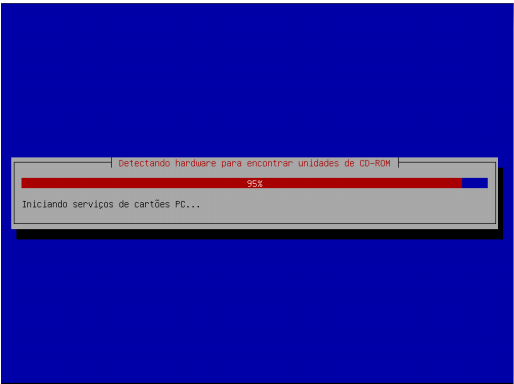 Detectando hardware para encontrar unidades de CD-ROM
95%
Iniciando serviços de cartões PC...